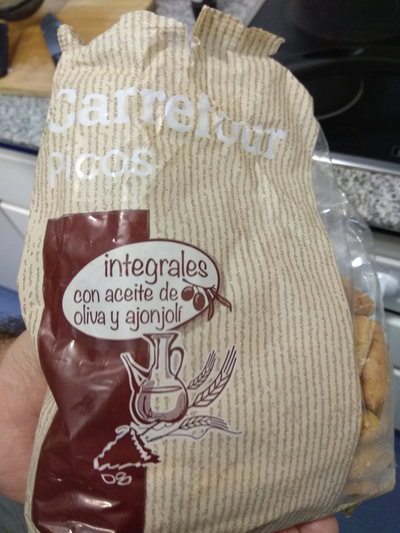 Carrefour
PICOS
integrales
con aceite de
oliva y ajonjolí